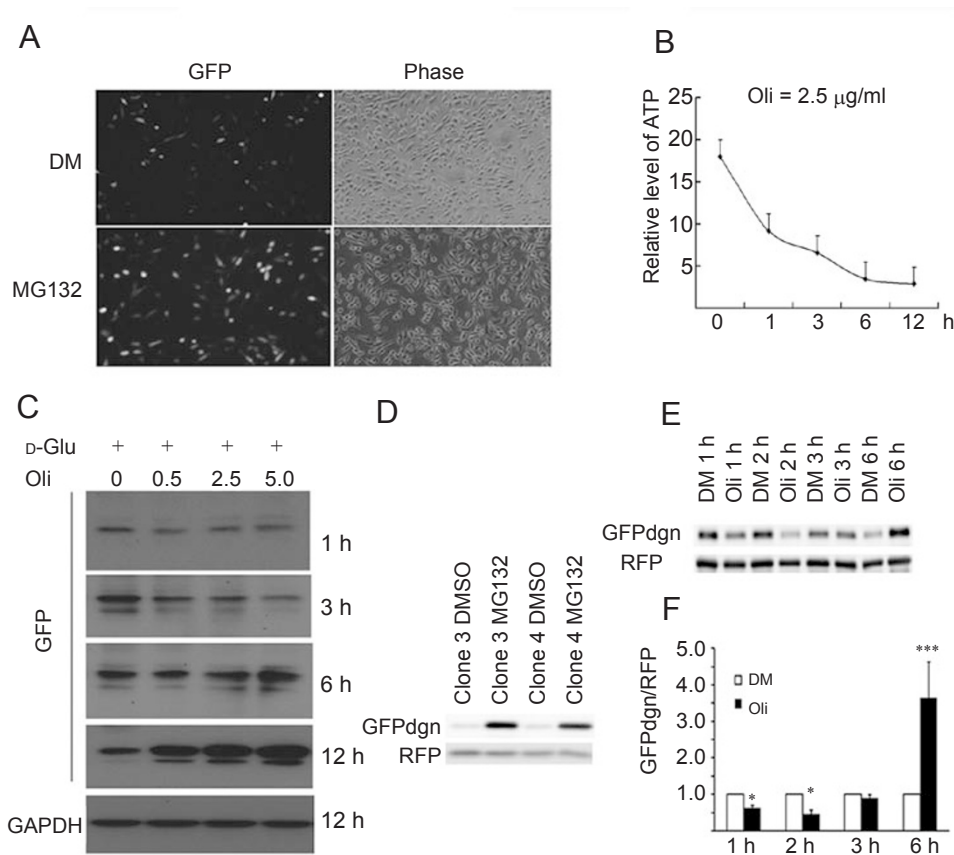 A
GFP Phase
DM
MG132
B
Oli = 2.5 μg/ml
Relative level of ATP
25
20
15
10
5
0 1 3 6 12 h
C
D-Glu + + + +
Oli 0 0.5 2.5 5.0
GFP
1 h
3 h
6 h
12 h
GAPDH 12 h
D
Clone 3 DMSO
Clone 3 MG132
Clone 4 DMSO
Clone 4 MG132
GFPdgn
RFP
E
DM 1 h
Oli 1 h
DM 2 h
Oli 2 h
DM 3 h
Oli 3 h
DM 6 h
Oli 6 h
GFPdgn
RFP
F
GFPdgn/RFP
5.0
4.0
3.0
2.0
1.0
DM
Oli
*
*
***
1 h 2 h 3 h 6 h